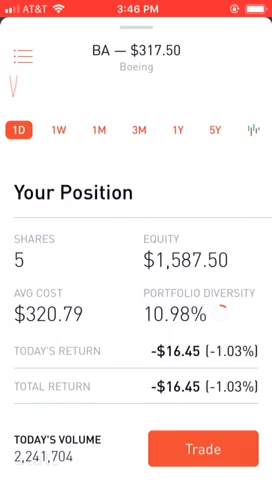 AT&T 3:46 PM
BA — $317.50
Boeing
1D 1W 1M 3M 1Y 5Y
Your Position
SHARES EQUITY
5 $1,587.50
AVG COST PORTFOLIO DIVERSITY
$320.79 10.98%
TODAY'S RETURN -$16.45 (-1.03%)
TOTAL RETURN -$16.45 (-1.03%)
TODAY'S VOLUME
2,241,704
Trade